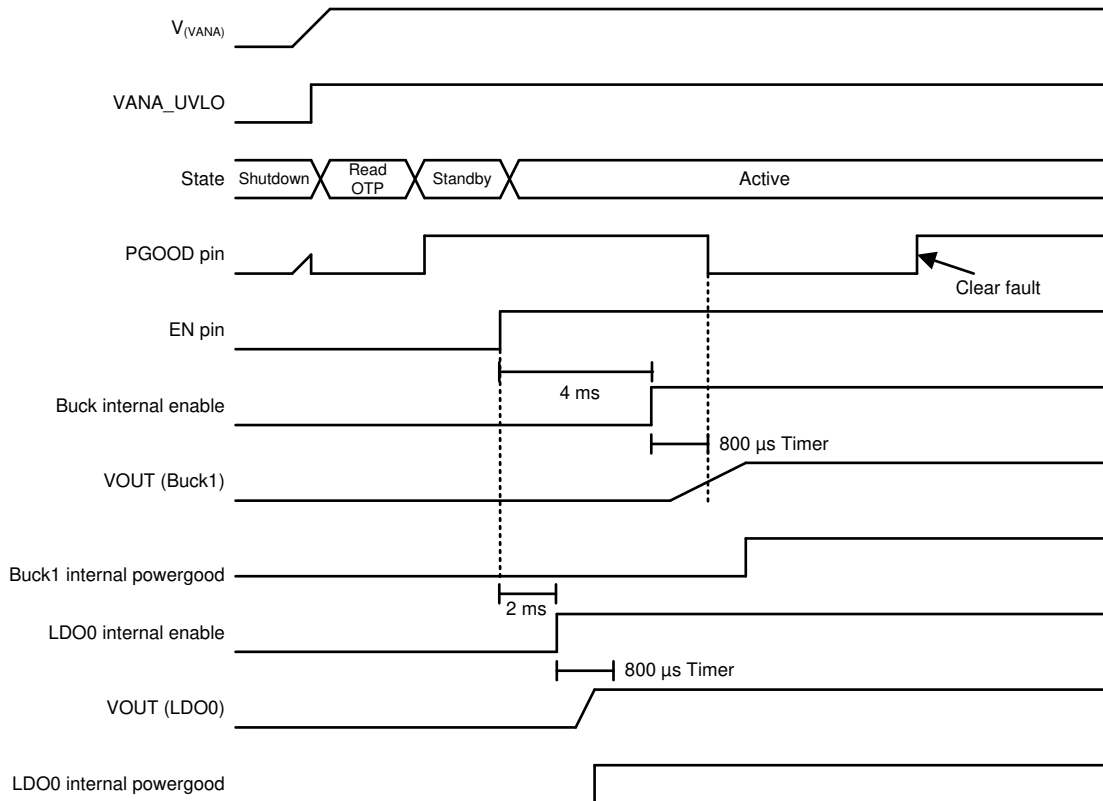 V(VANA)
VANA_UVLO
State
Shutdown
Read
OTP
Standby
Active
PGOOD pin
Clear fault
EN pin
4 ms
Buck internal enable
800 µs Timer
VOUT (Buck1)
Buck1 internal powergood
2 ms
LDO0 internal enable
800 µs Timer
VOUT (LDO0)
LDO0 internal powergood